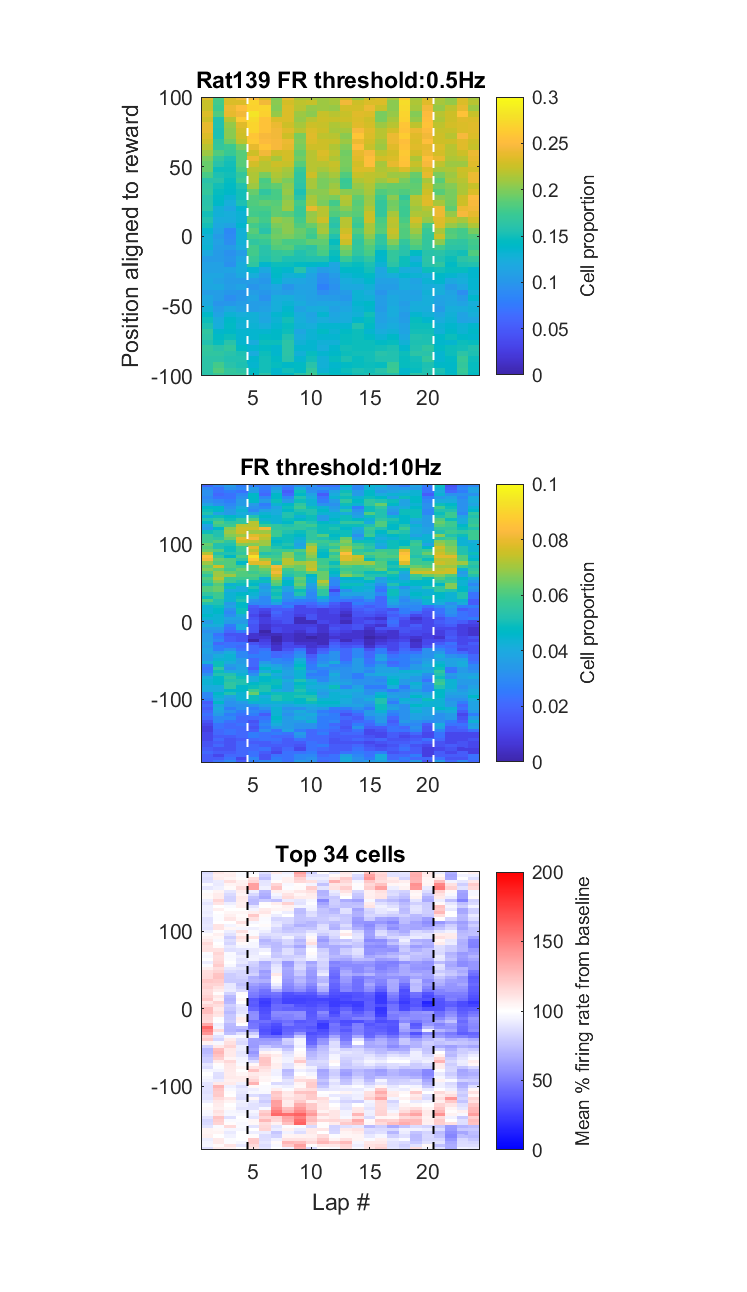 Rat139 FR threshold:0.5Hz
Position aligned to reward
100
50
0
-50
-100
5 10 15 20
0.3
0.25
0.2
0.15
0.1
0.05
0
Cell proportion
FR threshold:10Hz
100
0
-100
5 10 15 20
0.1
0.08
0.06
0.04
0.02
0
Cell proportion
Top 34 cells
100
0
-100
5 10 15 20
Lap #
200
150
100
50
0
Mean % firing rate from baseline